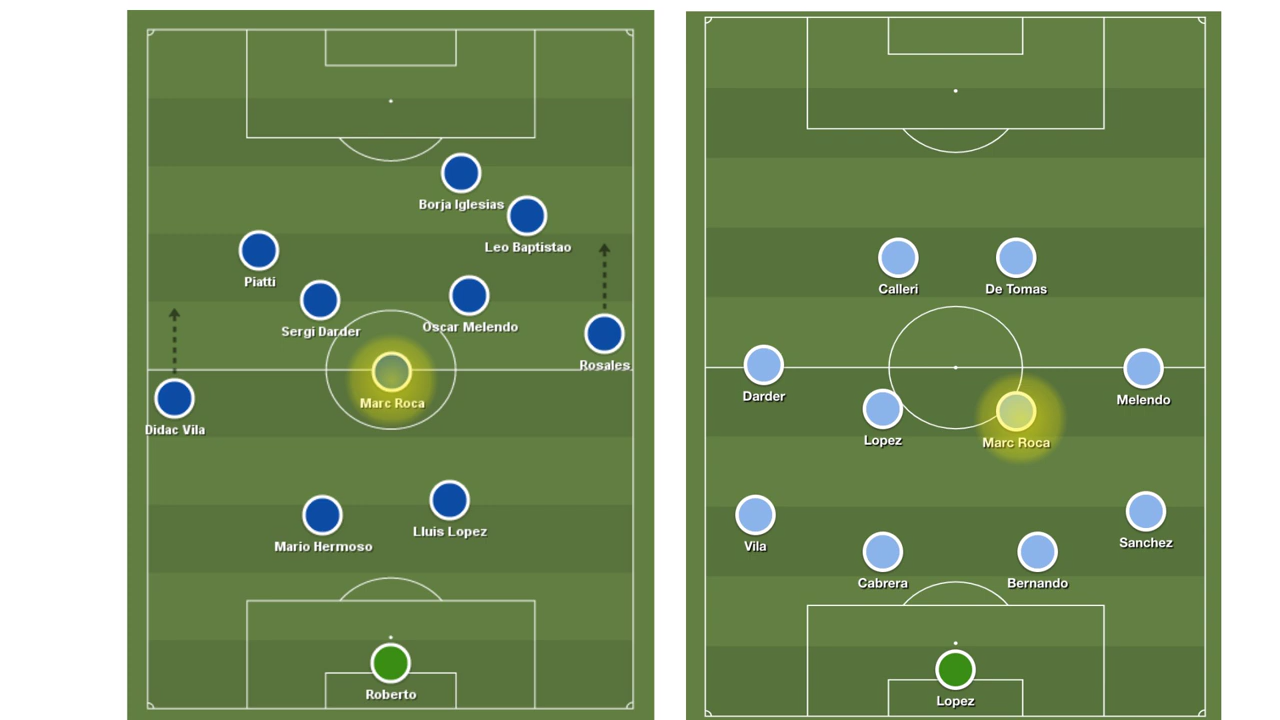 Borja Iglesias
Leo Baptistao
Piatti
Sergi Darder
Oscar Melendo
Rosales
Marc Roca
Didac Vila
Lluis Lopez
Mario Hermoso
Roberto
Calleri
De Tomas
Darder
Melendo
Lopez
Marc Roca
Vila
Sanchez
Cabrera
Bernando
Lopez